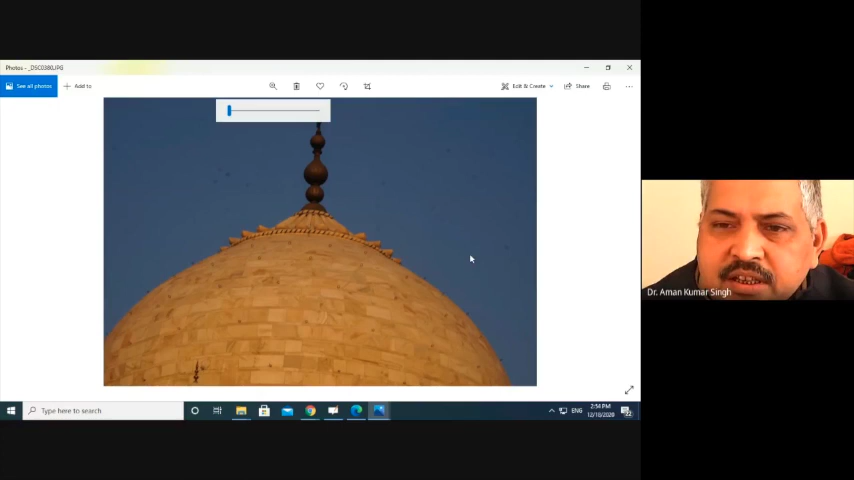 Photos - _DSC0380.JPG
See all photos
Add to
Edit & Create
Share
Dr. Aman Kumar Singh
Type here to search
ENG
2:54 PM
12/10/2020
22